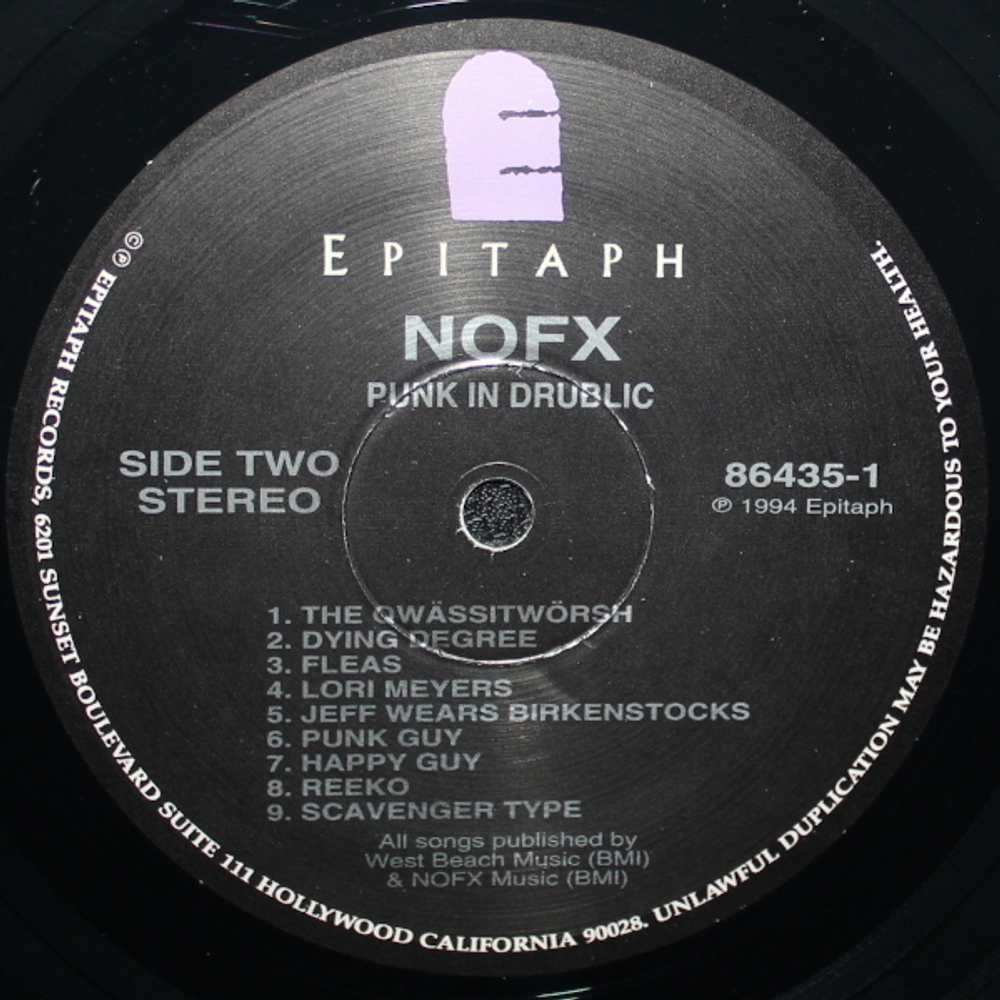 EPITAPH
NOFX
PUNK IN DRUBLIC
SIDE TWO
STEREO
86435-1
℗ 1994 Epitaph
1. THE QWÄSSITWÖRSH
2. DYING DEGREE
3. FLEAS
4. LORI MEYERS
5. JEFF WEARS BIRKENSTOCKS
6. PUNK GUY
7. HAPPY GUY
8. REEKO
9. SCAVENGER TYPE
All songs published by
West Beach Music (BMI)
& NOFX Music (BMI)
© ℗ EPITAPH RECORDS, 6201 SUNSET BOULEVARD SUITE 111 HOLLYWOOD CALIFORNIA 90028. UNLAWFUL DUPLICATION MAY BE HAZARDOUS TO YOUR HEALTH.